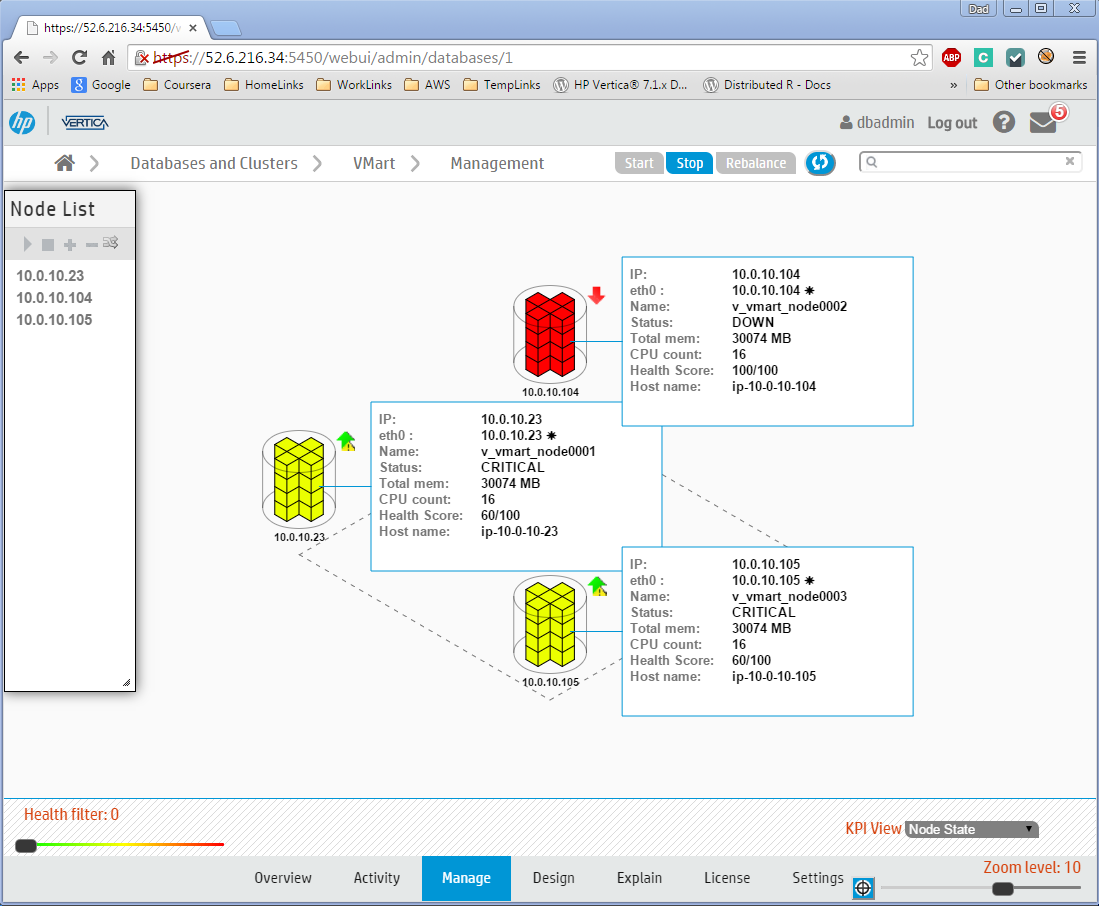 Dad
https://52.6.216.34:5450/v
https://52.6.216.34:5450/webui/admin/databases/1
ABP
C
Apps
Google
Coursera
HomeLinks
WorkLinks
AWS
TempLinks
HP Vertica® 7.1.x D...
Distributed R - Docs
»
Other bookmarks
hp
VERTICA
dbadmin
Log out
?
5
Databases and Clusters
VMart
Management
Start
Stop
Rebalance
Node List
10.0.10.23
10.0.10.104
10.0.10.105
IP: 10.0.10.104
eth0 : 10.0.10.104 ✷
Name: v_vmart_node0002
Status: DOWN
Total mem: 30074 MB
CPU count: 16
Health Score: 100/100
Host name: ip-10-0-10-104
10.0.10.104
IP: 10.0.10.23
eth0 : 10.0.10.23 ✷
Name: v_vmart_node0001
Status: CRITICAL
Total mem: 30074 MB
CPU count: 16
Health Score: 60/100
Host name: ip-10-0-10-23
10.0.10.23
IP: 10.0.10.105
eth0 : 10.0.10.105 ✷
Name: v_vmart_node0003
Status: CRITICAL
Total mem: 30074 MB
CPU count: 16
Health Score: 60/100
Host name: ip-10-0-10-105
10.0.10.105
Health filter: 0
KPI View
Node State
Overview
Activity
Manage
Design
Explain
License
Settings
Zoom level: 10